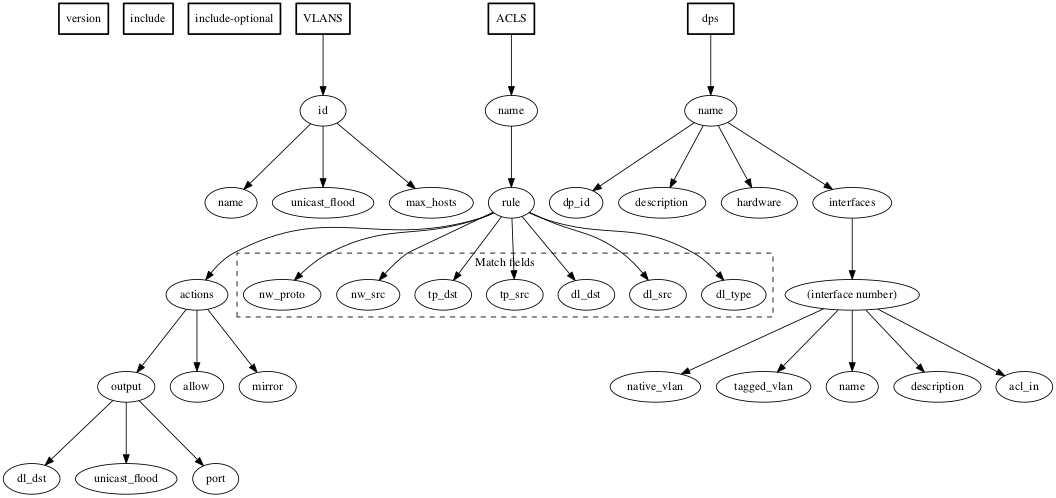 version include include-optional VLANS ACLS dps
id name name
name unicast_flood max_hosts rule dp_id description hardware interfaces
Match fields
actions nw_proto nw_src tp_dst tp_src dl_dst dl_src dl_type (interface number)
output allow mirror native_vlan tagged_vlan name description acl_in
dl_dst unicast_flood port